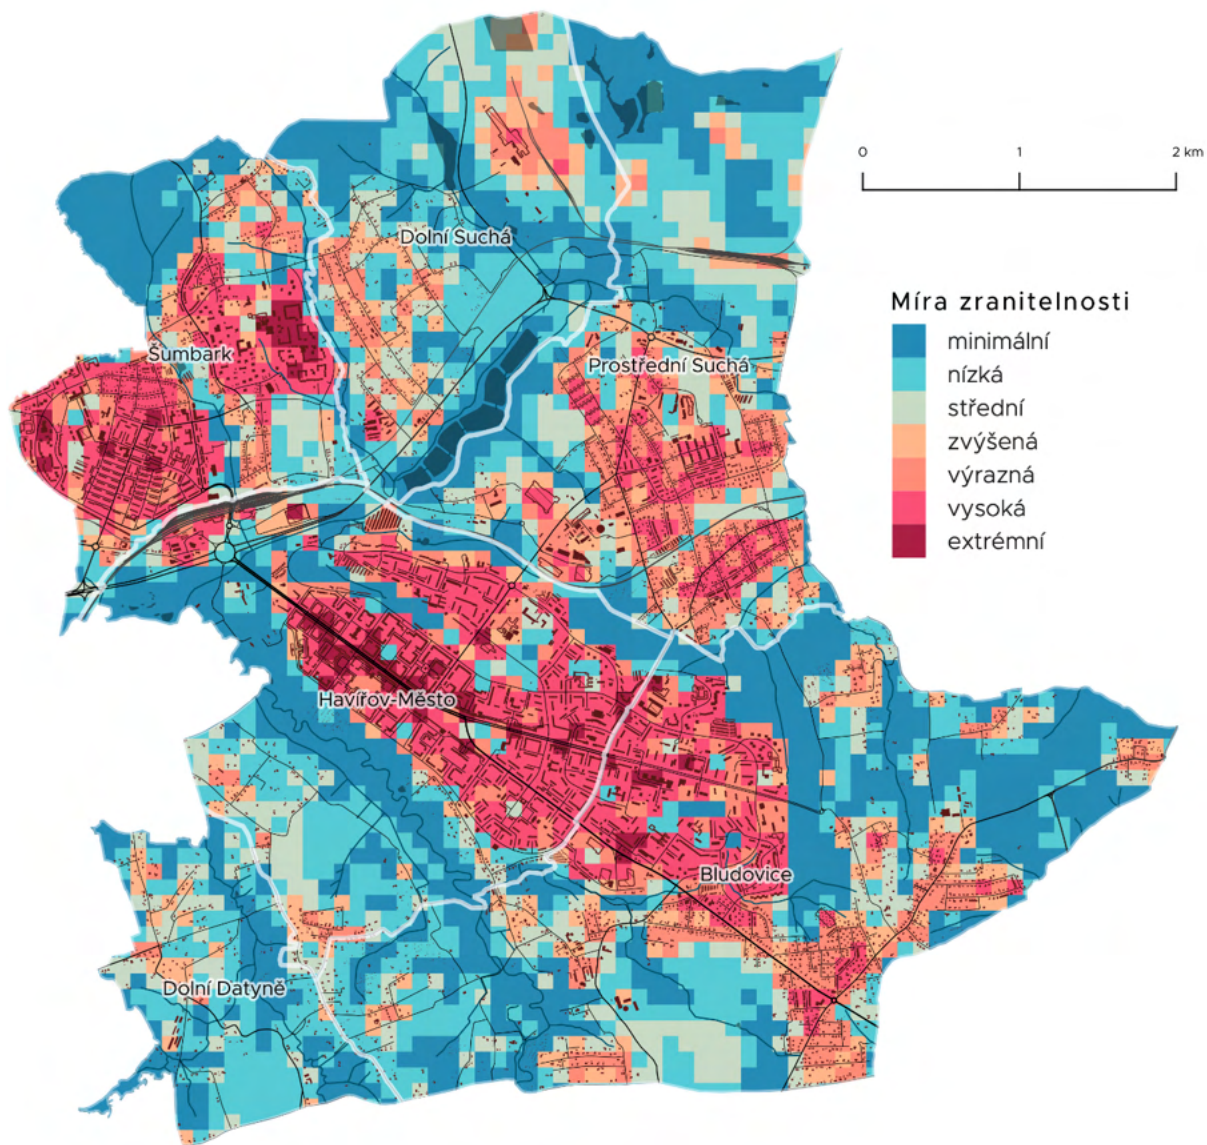 0 1 2 km
Dolní Suchá
Míra zranitelnosti
minimální
nízká
střední
zvýšená
výrazná
vysoká
extrémní
Šumbark
Prostřední Suchá
Havířov-Město
Bludovice
Dolní Datyně